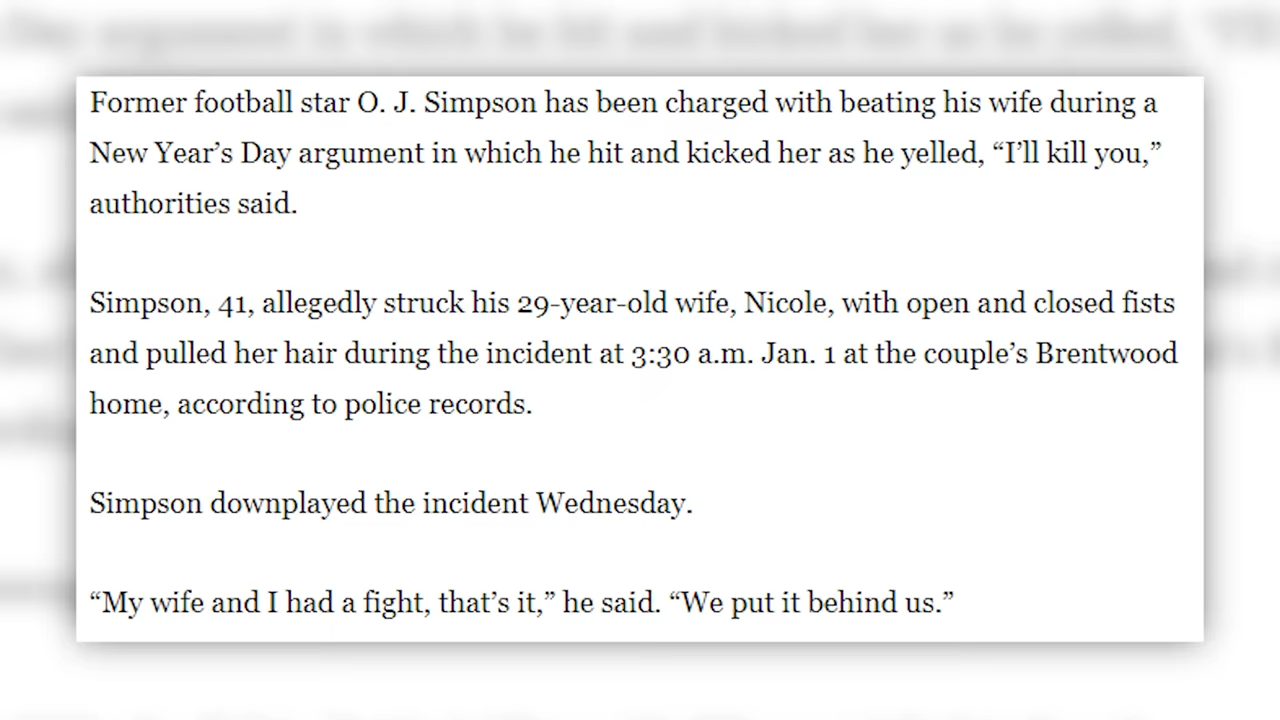 Former football star O. J. Simpson has been charged with beating his wife during a
New Year’s Day argument in which he hit and kicked her as he yelled, “I’ll kill you,”
authorities said.
Simpson, 41, allegedly struck his 29-year-old wife, Nicole, with open and closed fists
and pulled her hair during the incident at 3:30 a.m. Jan. 1 at the couple’s Brentwood
home, according to police records.
Simpson downplayed the incident Wednesday.
“My wife and I had a fight, that’s it,” he said. “We put it behind us.”